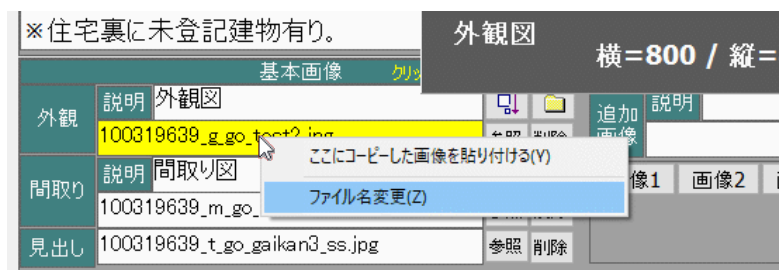 ※住宅裏に未登記建物有り。
外観図
横=800 / 縦=
基本画像 クリッ
外観
説明 外観図
100319639_g_go_test2.jpg
参照 削除
追加画像
説明
ここにコーピーした画像を貼り付ける(Y)
ファイル名変更(Z)
間取り
説明 間取り図
100319639_m_go_
像1 画像2
見出し
100319639_t_go_gaikan3_ss.jpg
参照 削除